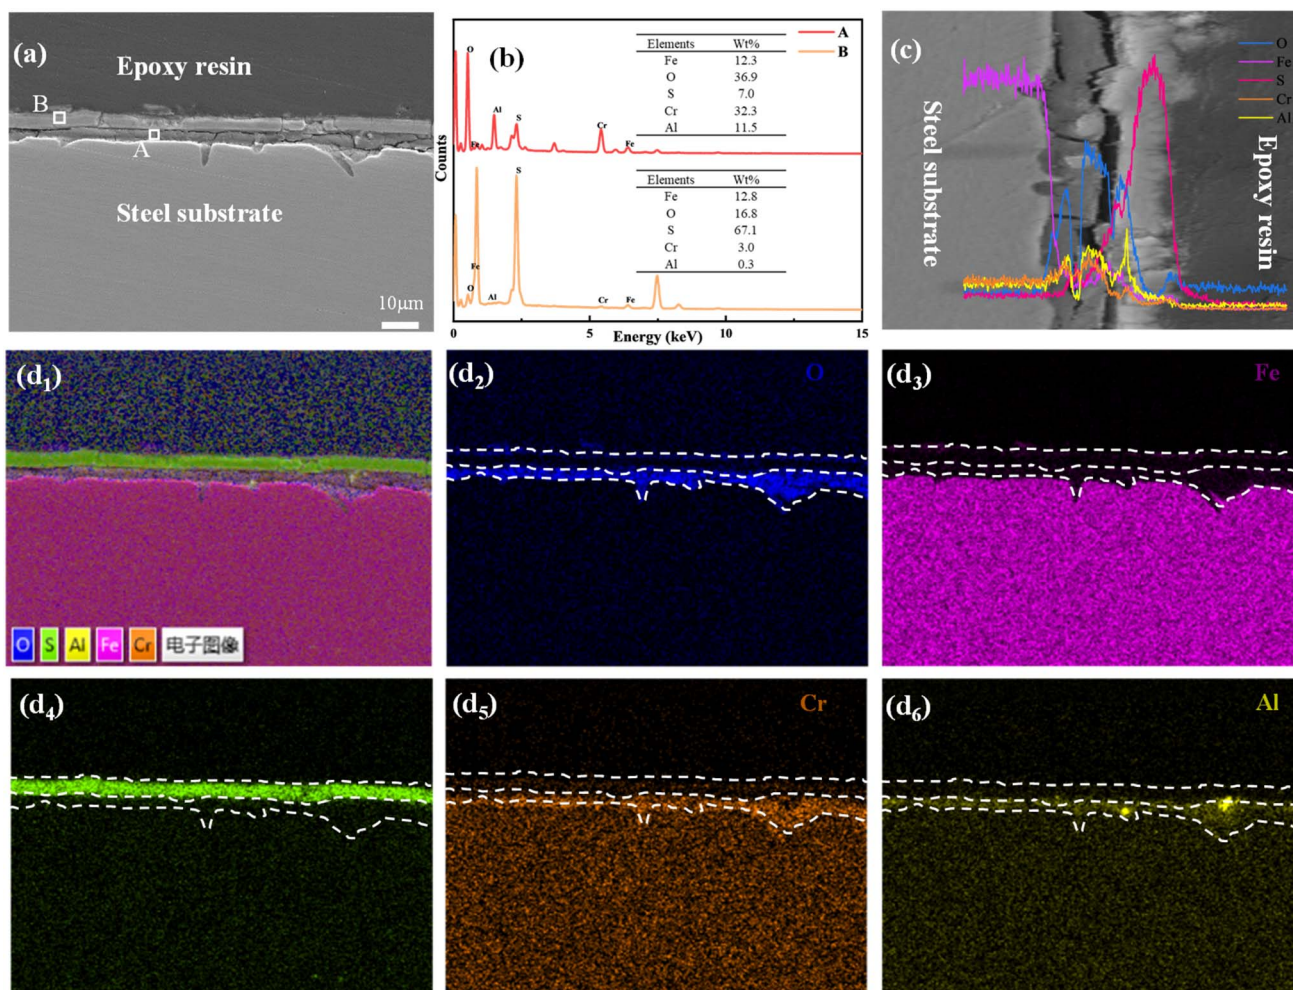 (a)
Epoxy resin
B
A
Steel substrate
10μm
(b)
A
B
Elements Wt%
Fe 12.3
O 36.9
S 7.0
Cr 32.3
Al 11.5
O
Fe
Al
S
Cr
Fe
Elements Wt%
Fe 12.8
O 16.8
S 67.1
Cr 3.0
Al 0.3
S
Fe
O
Al
Cr
Fe
Counts
0 5 10 15
Energy (keV)
(c)
O
Fe
S
Cr
Al
Steel substrate
Epoxy resin
(d1)
O S Al Fe Cr 电子图像
(d2)
O
(d3)
Fe
(d4)
(d5)
Cr
(d6)
Al